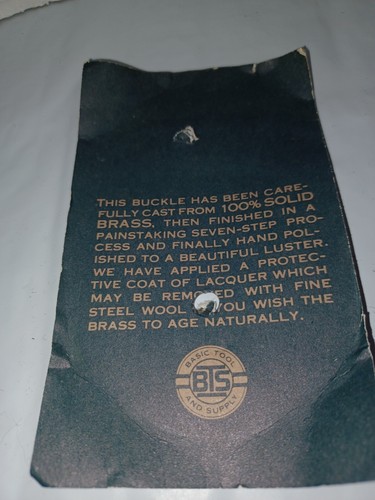 THIS BUCKLE HAS BEEN CARE-
FULLY CAST FROM 100% SOLID
BRASS, THEN FINISHED IN A
PAINSTAKING SEVEN-STEP PRO-
CESS AND FINALLY HAND POL-
ISHED TO A BEAUTIFUL LUSTER.
WE HAVE APPLIED A PROTEC-
TIVE COAT OF LACQUER WHICH
MAY BE REMOVED WITH FINE
STEEL WOOL YOU WISH THE
BRASS TO AGE NATURALLY.
BASIC TOOL
BTS
AND SUPPLY